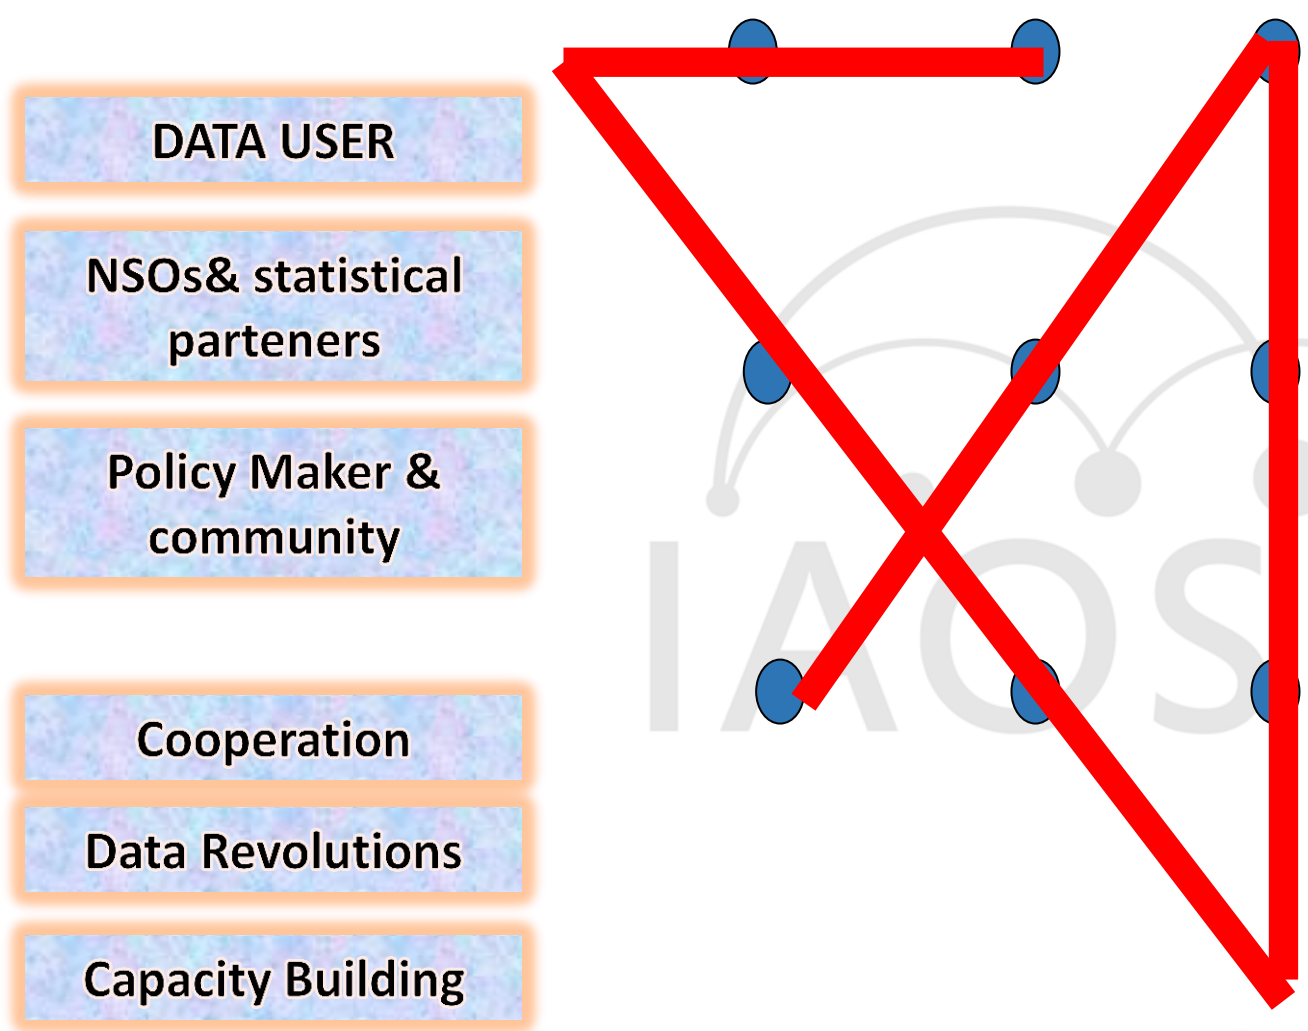 DATA USER
NSOs& statistical
parteners
Policy Maker &
community
IAOS
Cooperation
Data Revolutions
Capacity Building